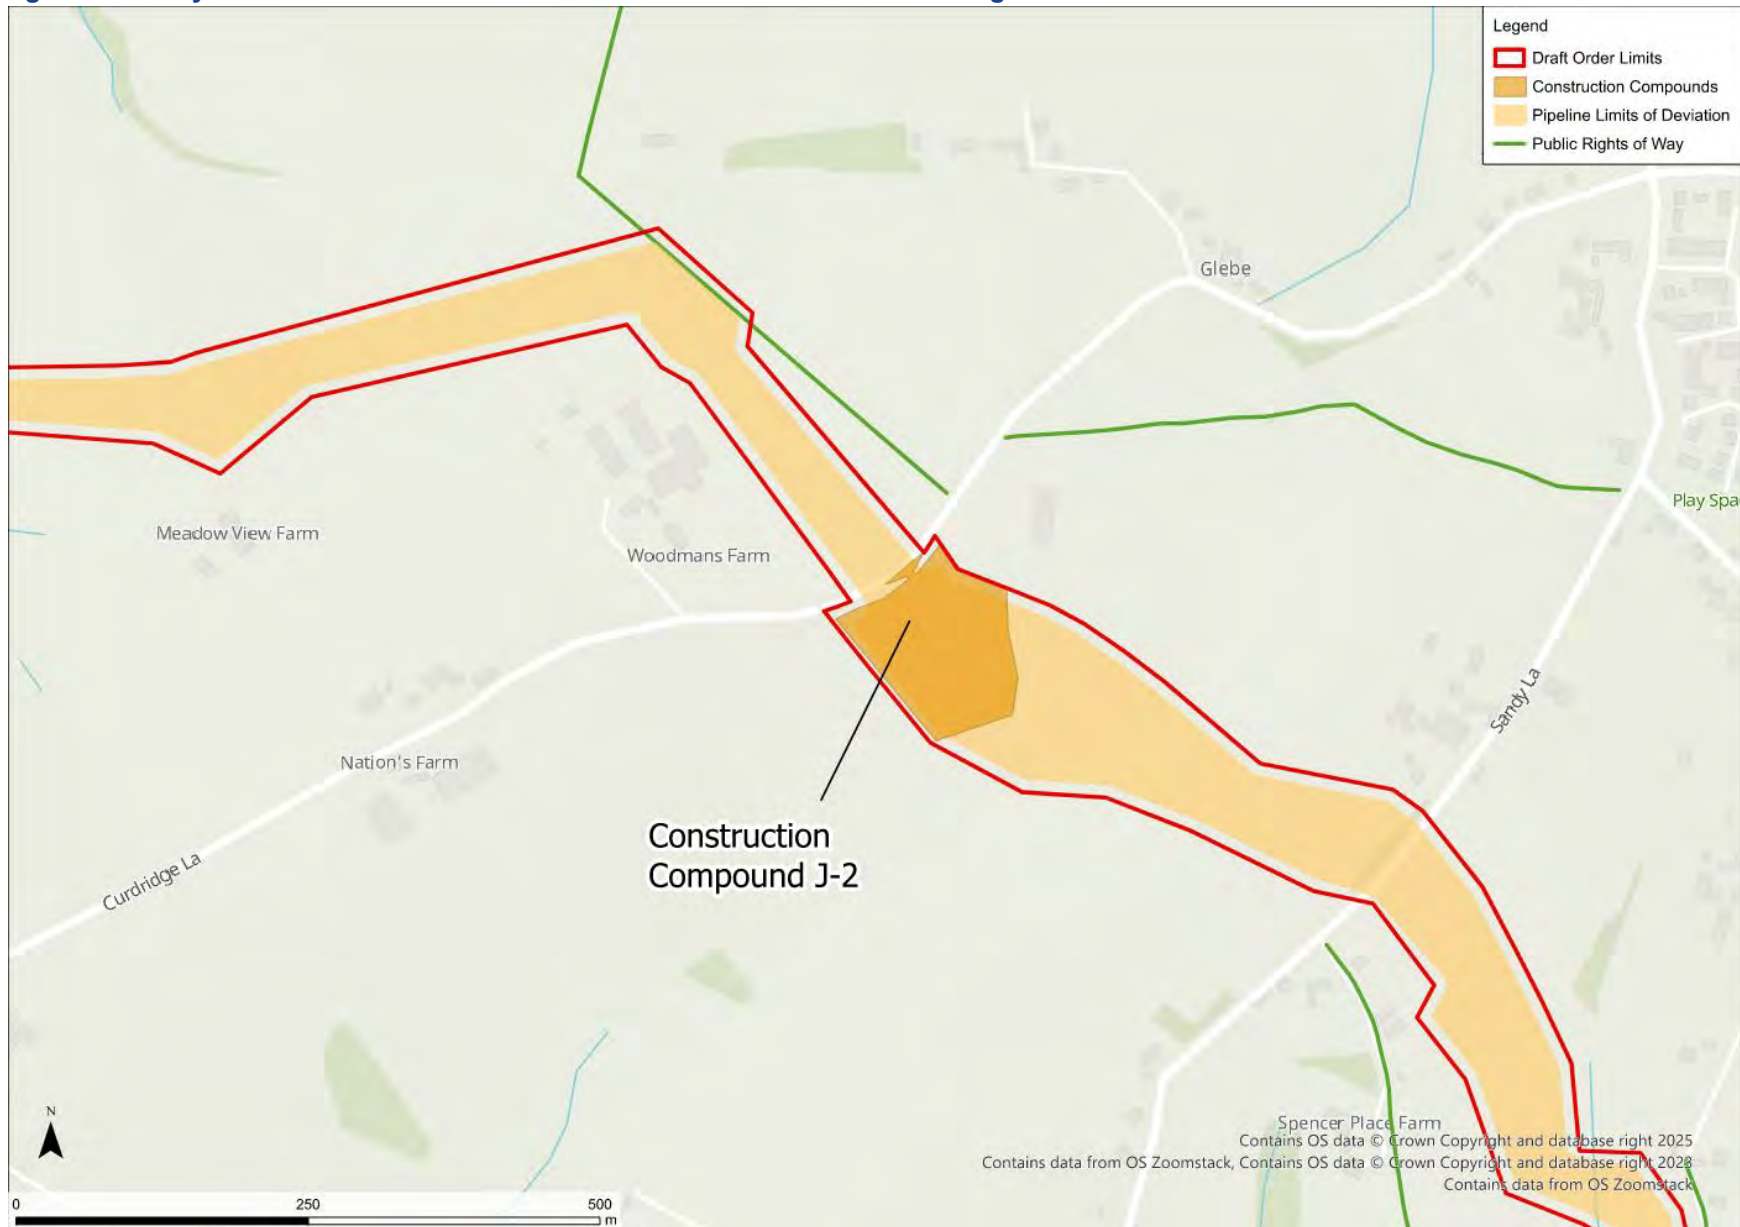 Legend
Draft Order Limits
Construction Compounds
Pipeline Limits of Deviation
Public Rights of Way
Glebe
Play Spa
Meadow View Farm
Woodmans Farm
Sandy La
Nation's Farm
Construction
Compound J-2
Curdridge La
N
Spencer Place Farm
Contains OS data © Crown Copyright and database right 2025
Contains data from OS Zoomstack, Contains OS data © Crown Copyright and database right 2023
Contains data from OS Zoomstack
0 250 500
m